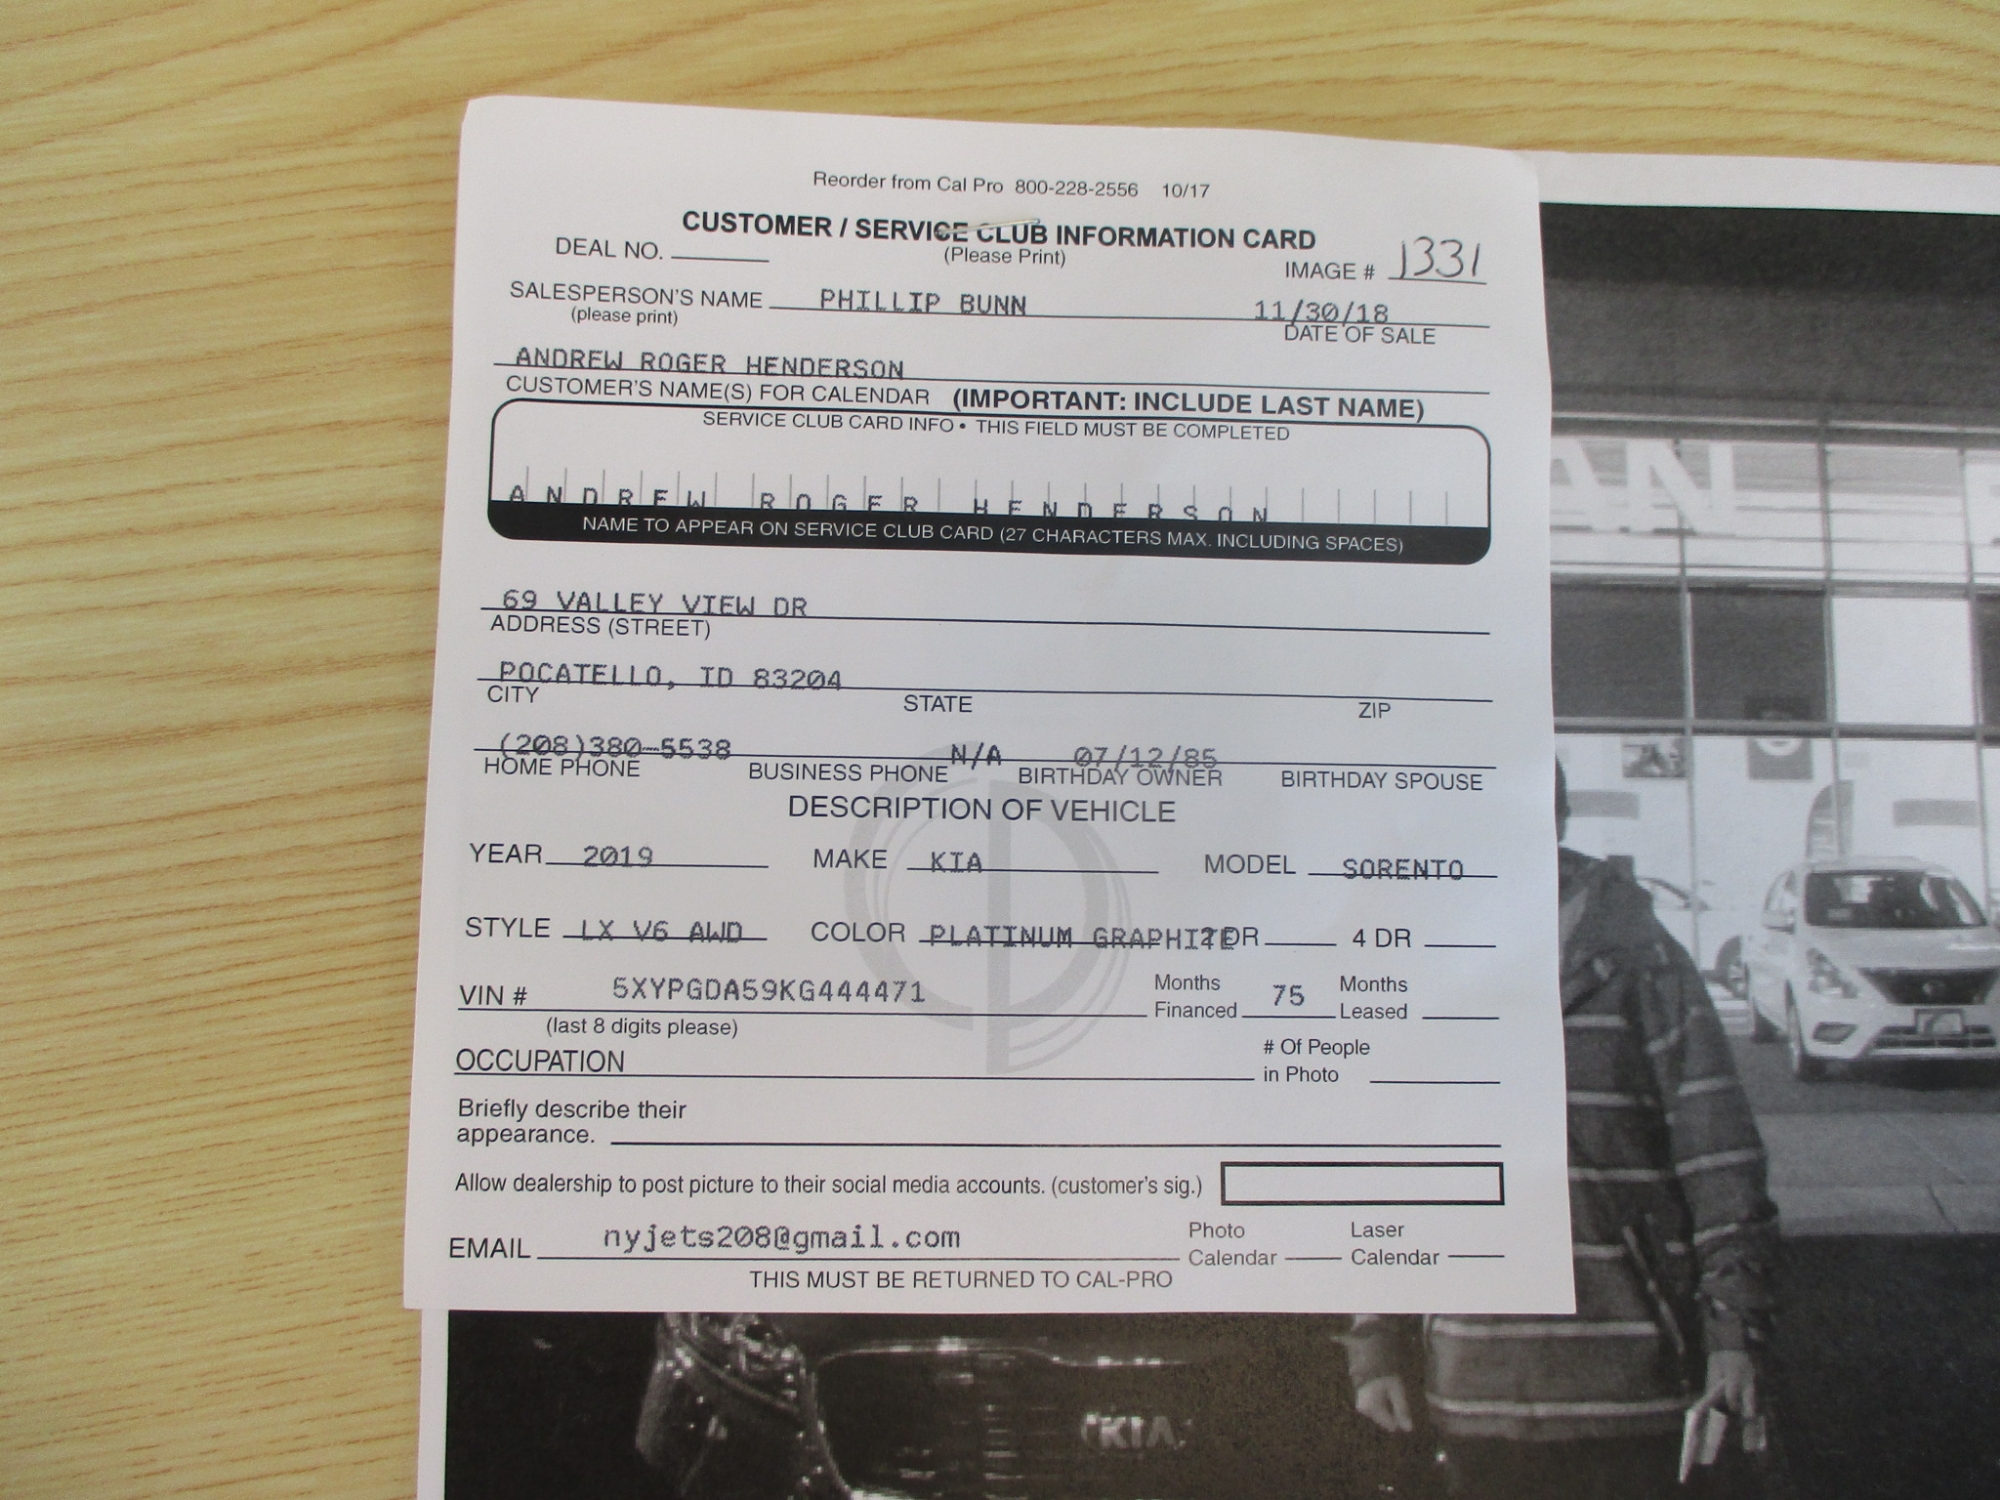 Reorder from Cal Pro 800-228-2556 10/17
CUSTOMER / SERVICE CLUB INFORMATION CARD
(Please Print)
DEAL NO.
IMAGE # 1331
SALESPERSON'S NAME PHILLIP BUNN 11/30/18
(please print) DATE OF SALE
ANDREW ROGER HENDERSON
CUSTOMER'S NAME(S) FOR CALENDAR (IMPORTANT: INCLUDE LAST NAME)
SERVICE CLUB CARD INFO • THIS FIELD MUST BE COMPLETED
ANDREW ROGER HENDERSON
NAME TO APPEAR ON SERVICE CLUB CARD (27 CHARACTERS MAX. INCLUDING SPACES)
69 VALLEY VIEW DR
ADDRESS (STREET)
POCATELLO, ID 83204
CITY STATE ZIP
(208)380-5538 N/A 07/12/85
HOME PHONE BUSINESS PHONE BIRTHDAY OWNER BIRTHDAY SPOUSE
DESCRIPTION OF VEHICLE
YEAR 2019 MAKE KIA MODEL SORENTO
STYLE LX V6 AWD COLOR PLATINUM GRAPHITE 2 DR 4 DR
VIN # 5XYPGDA59KG444471 Months Financed 75 Months Leased
(last 8 digits please)
OCCUPATION # Of People in Photo
Briefly describe their
appearance.
Allow dealership to post picture to their social media accounts. (customer's sig.)
EMAIL nyjets208@gmail.com Photo Calendar Laser Calendar
THIS MUST BE RETURNED TO CAL-PRO
KIA